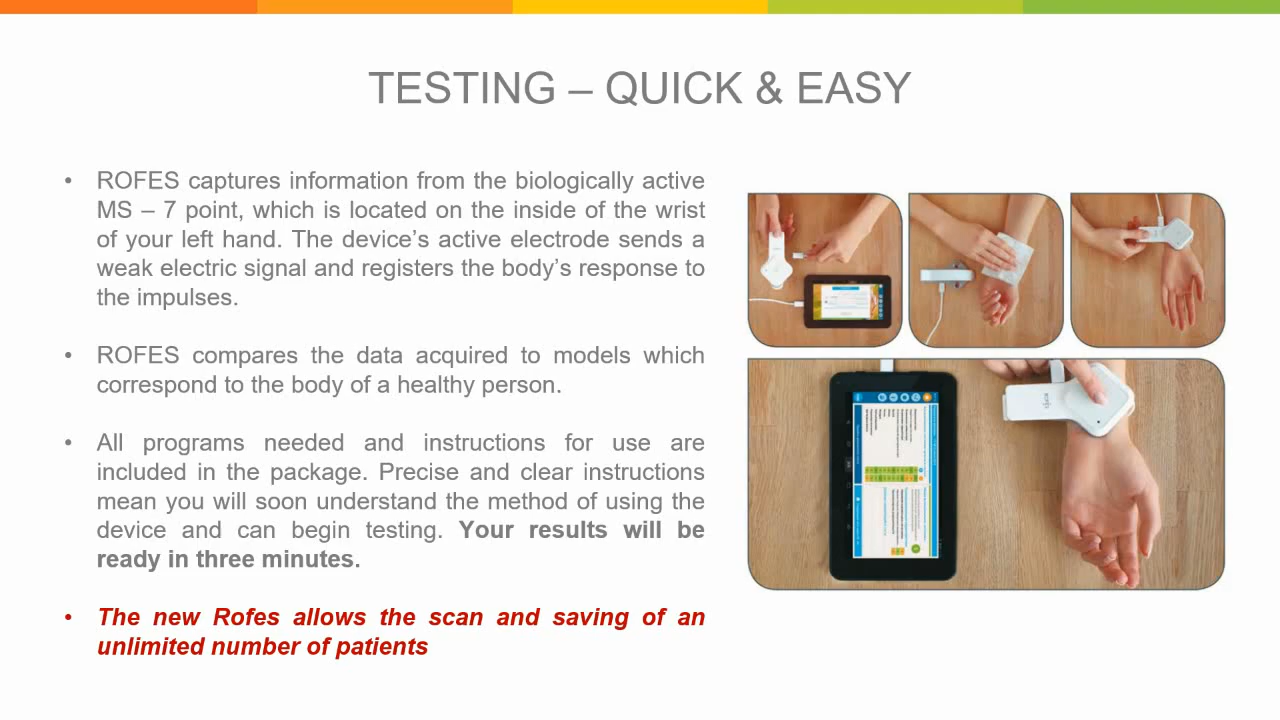 TESTING – QUICK & EASY
• ROFES captures information from the biologically active
MS – 7 point, which is located on the inside of the wrist
of your left hand. The device’s active electrode sends a
weak electric signal and registers the body’s response to
the impulses.
• ROFES compares the data acquired to models which
correspond to the body of a healthy person.
• All programs needed and instructions for use are
included in the package. Precise and clear instructions
mean you will soon understand the method of using the
device and can begin testing. Your results will be
ready in three minutes.
• The new Rofes allows the scan and saving of an
unlimited number of patients